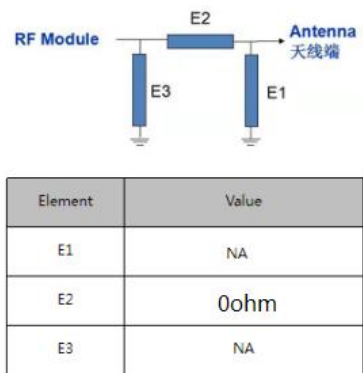 E2
RF Module
Antenna
天线端
E3
E1
Element Value
E1 NA
E2 0ohm
E3 NA